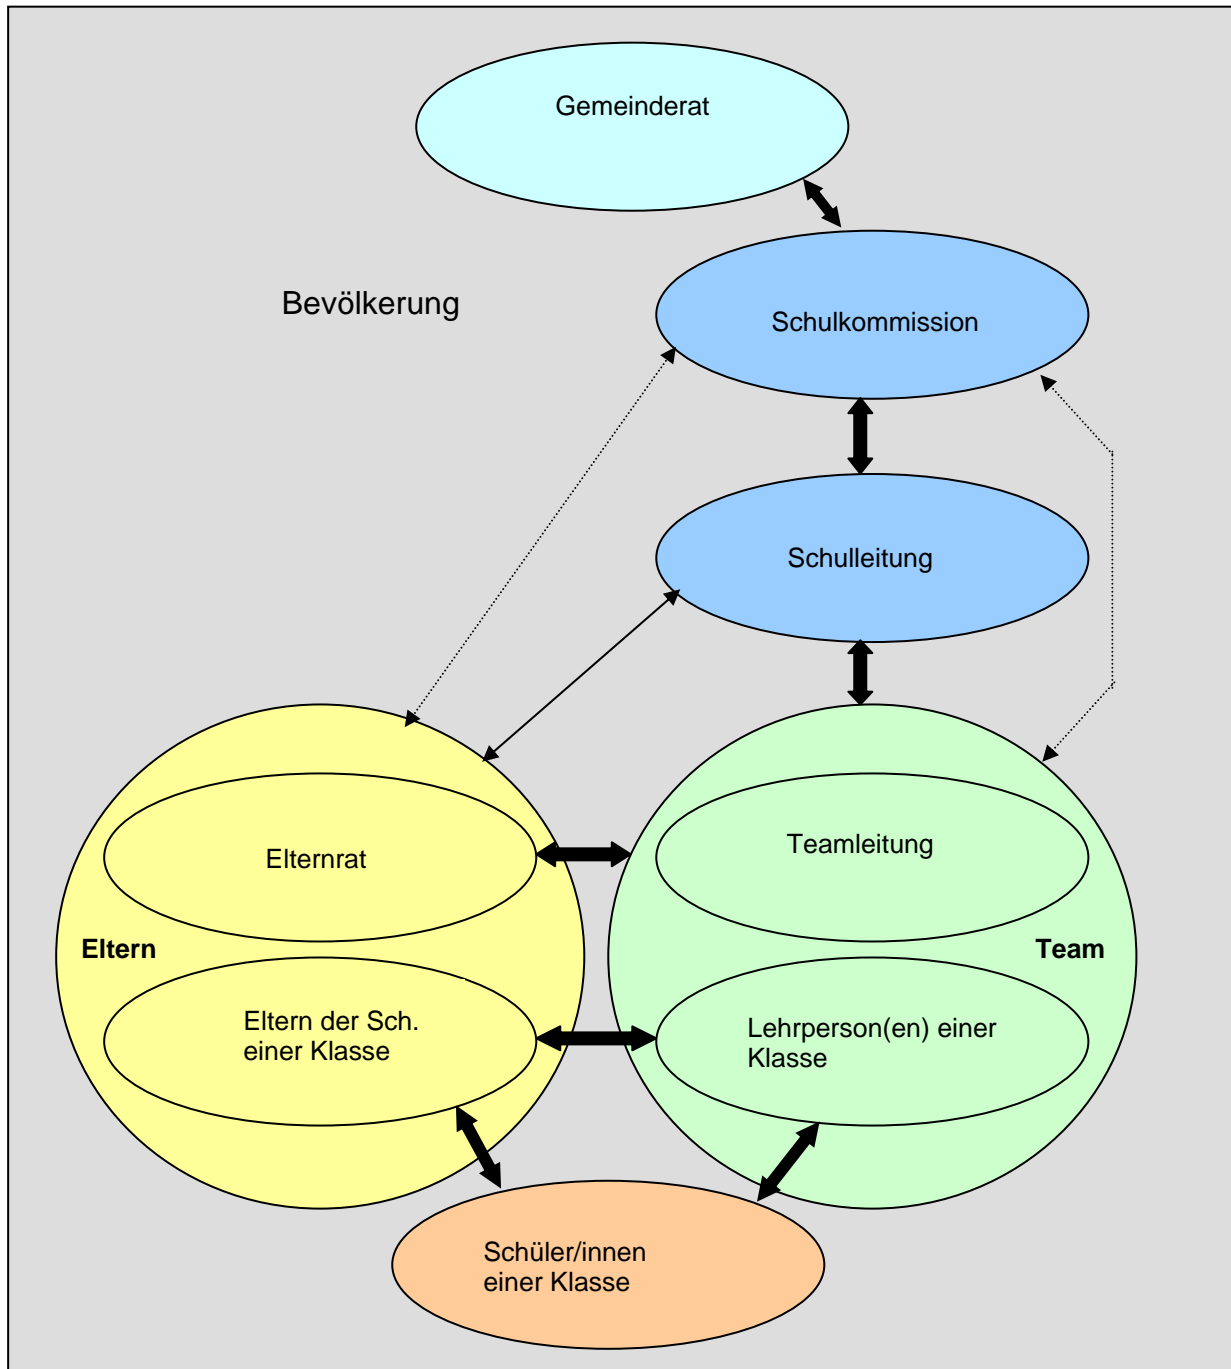 Gemeinderat
Bevölkerung
Schulkommission
Schulleitung
Elternrat
Teamleitung
Eltern
Team
Eltern der Sch.
einer Klasse
Lehrperson(en) einer
Klasse
Schüler/innen
einer Klasse